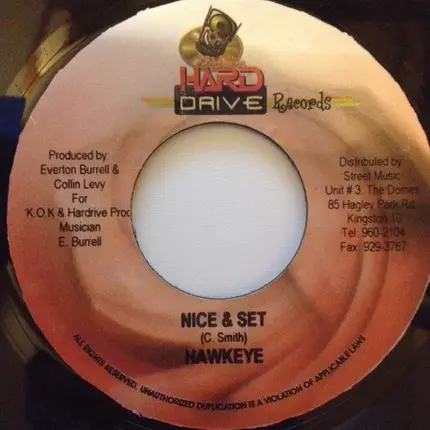 HARD
DRIVE Records
Produced by:
Everton Burrell &
Collin Levy
For
K.O.K & Hardrive Prod
Musician
E. Burrell
Distributed by
Street Music
Unit # 3. The Domes
85 Hagley Park Rd.
Kingston 10
Tel: 960-2104
Fax: 929-3767
NICE & SET
(C. Smith)
HAWKEYE
ALL RIGHTS RESERVED. UNAUTHORIZED DUPLICATION IS A VIOLATION OF APPLICABLE LAWS